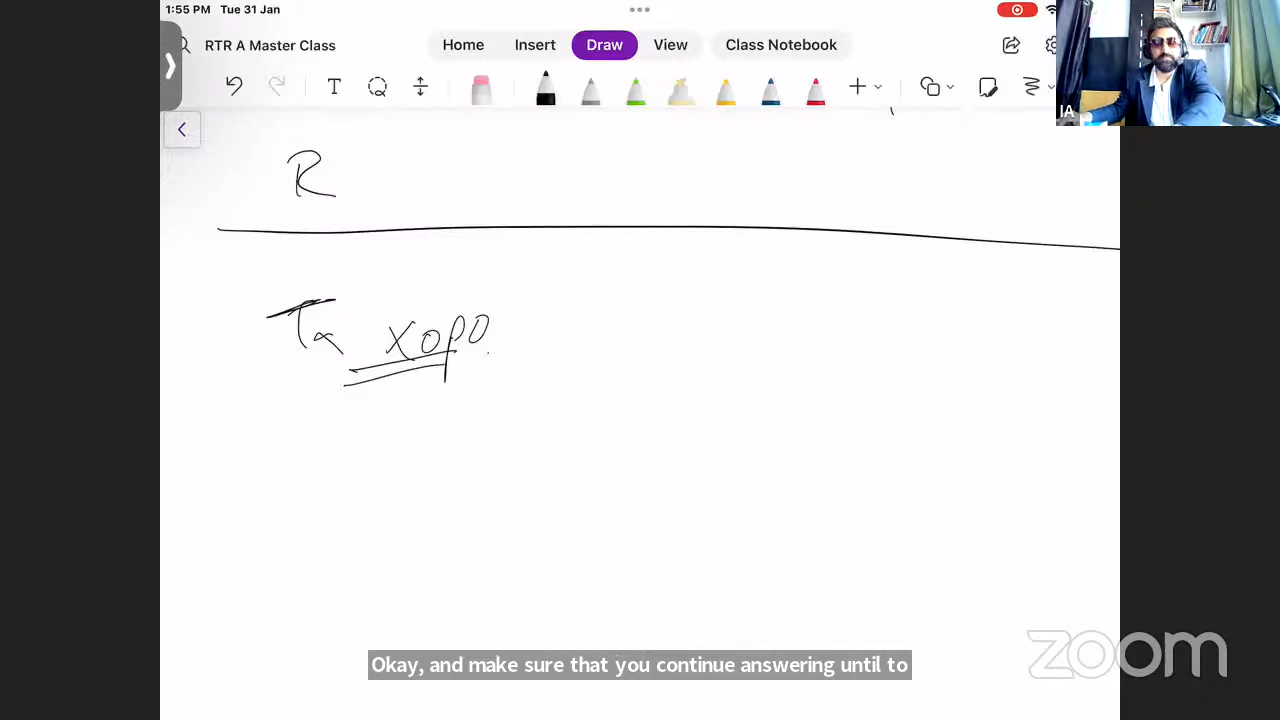 1:55 PM Tue 31 Jan
RTR A Master Class
Home Insert Draw View Class Notebook
T
IA
R
Tx XOPO
Okay, and make sure that you continue answering until to
zoom